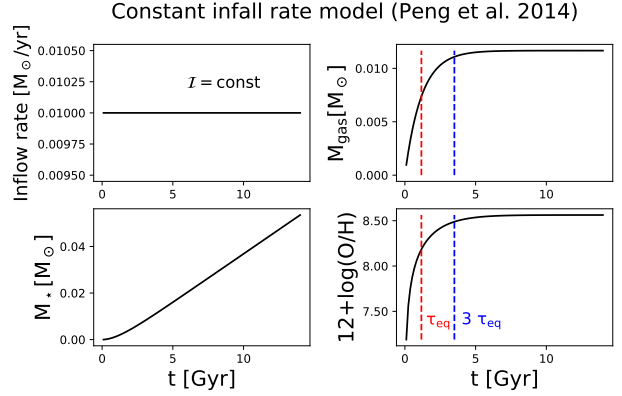 Constant infall rate model (Peng et al. 2014)
Inflow rate [M⊙/yr]
0.01050
0.01025
0.01000
0.00975
0.00950
ℐ = const
0 5 10
Mgas[M⊙]
0.010
0.005
0.000
0 5 10
M⋆[M⊙]
0.04
0.02
0.00
0 5 10
t [Gyr]
12+log(O/H)
8.50
8.00
7.50
τeq 3 τeq
0 5 10
t [Gyr]